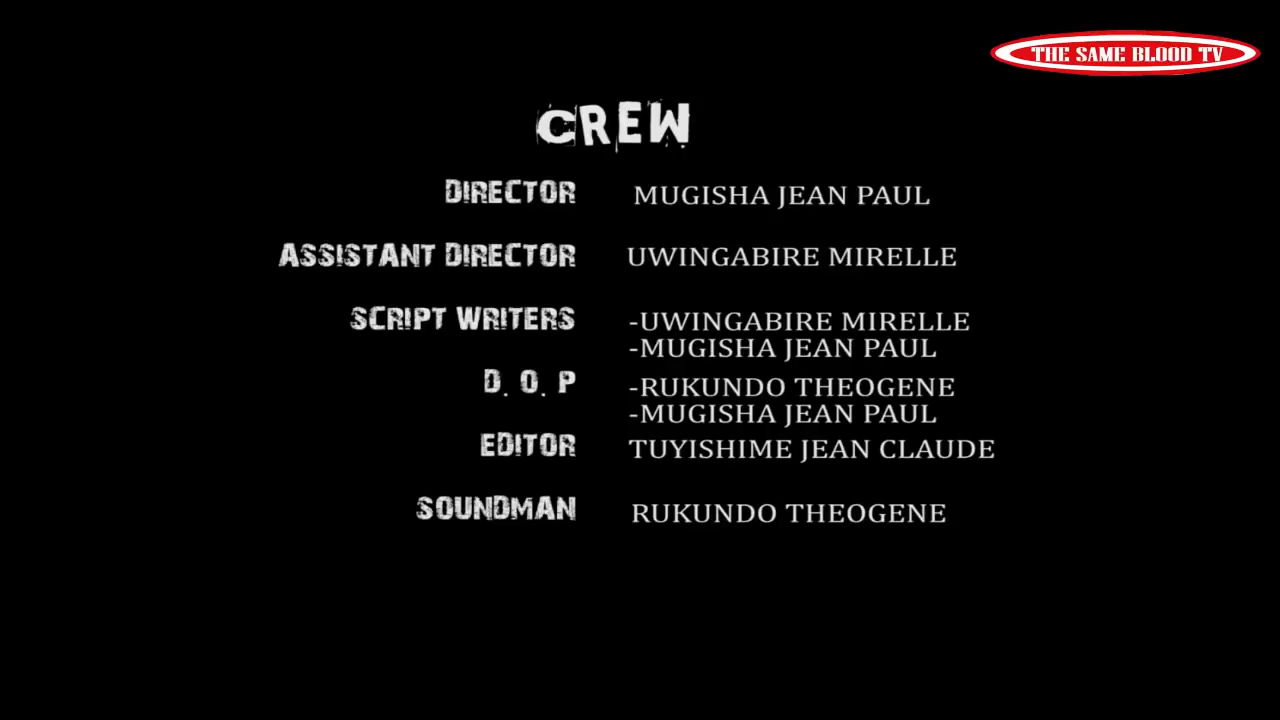 THE SAME BLOOD TV
CREW
DIRECTOR MUGISHA JEAN PAUL
ASSISTANT DIRECTOR UWINGABIRE MIRELLE
SCRIPT WRITERS -UWINGABIRE MIRELLE
-MUGISHA JEAN PAUL
D. O. P -RUKUNDO THEOGENE
-MUGISHA JEAN PAUL
EDITOR TUYISHIME JEAN CLAUDE
SOUNDMAN RUKUNDO THEOGENE